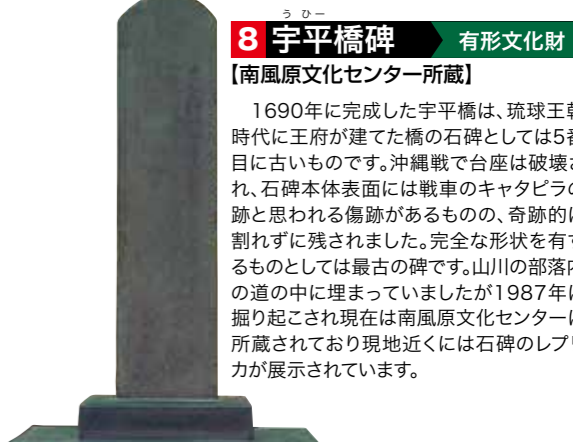 う ひー
8 宇平橋碑 有形文化財
【南風原文化センター所蔵】
1690年に完成した宇平橋は、琉球王朝
時代に王府が建てた橋の石碑としては5番
目に古いものです。沖縄戦で台座は破壊さ
れ、石碑本体表面には戦車のキャタピラの
跡と思われる傷跡があるものの、奇跡的に
割れずに残されました。完全な形状を有す
るものとしては最古の碑です。山川の部落内
の道の中に埋まっていましたが1987年に
掘り起こされ現在は南風原文化センターに
所蔵されており現地近くには石碑のレプリ
カが展示されています。